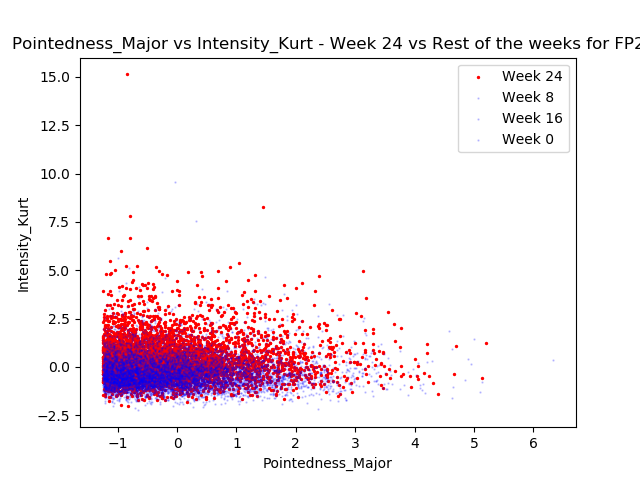 Pointedness_Major vs Intensity_Kurt - Week 24 vs Rest of the weeks for FP2
15.0
12.5
10.0
7.5
5.0
2.5
0.0
−2.5
Intensity_Kurt
Week 24
Week 8
Week 16
Week 0
−1 0 1 2 3 4 5 6
Pointedness_Major